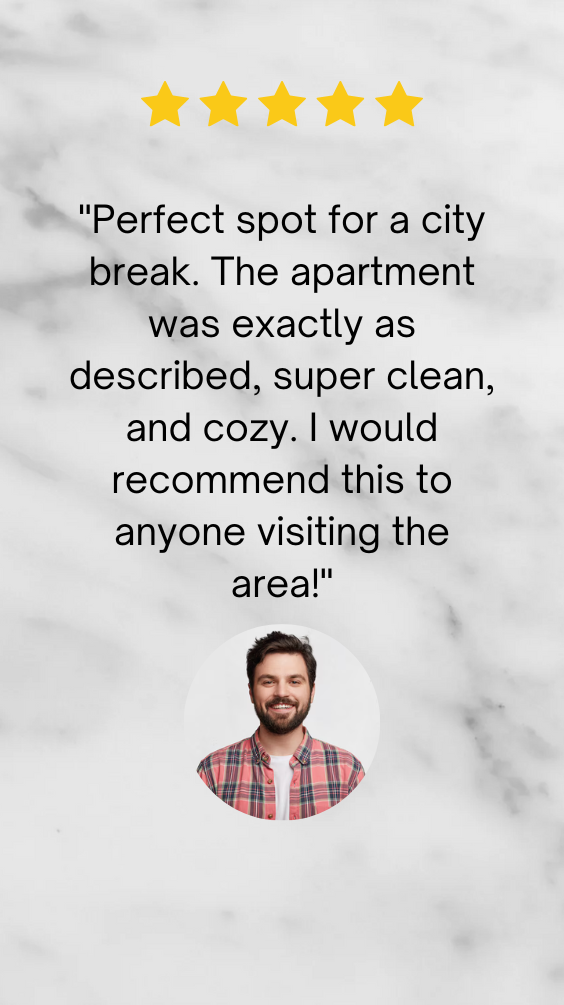 "Perfect spot for a city
break. The apartment
was exactly as
described, super clean,
and cozy. I would
recommend this to
anyone visiting the
area!"